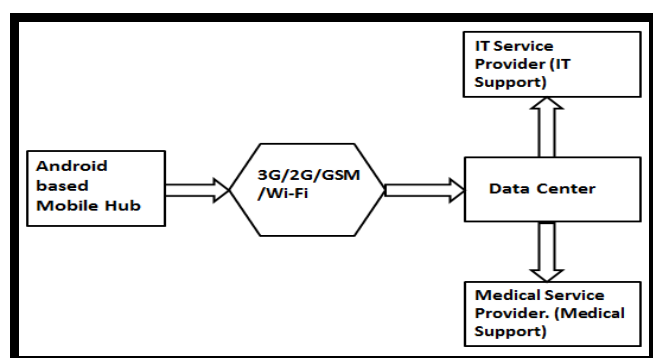 IT Service
Provider (IT
Support)
Android
based
Mobile Hub
3G/2G/GSM
/Wi-Fi
Data Center
Medical Service
Provider. (Medical
Support)